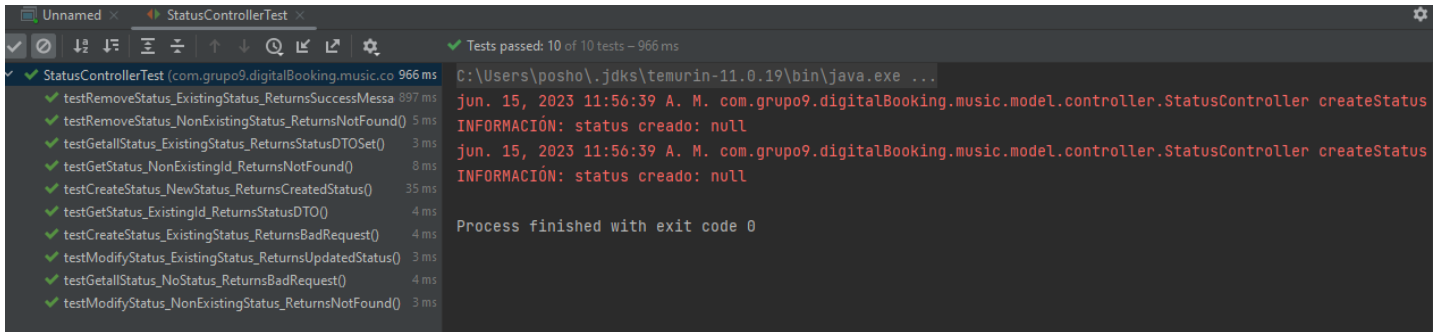 Unnamed
StatusControllerTest
Tests passed: 10 of 10 tests – 966 ms
StatusControllerTest (com.grupo9.digitalBooking.music.co 966 ms
testRemoveStatus_ExistingStatus_ReturnsSuccessMessa 897 ms
testRemoveStatus_NonExistingStatus_ReturnsNotFound() 5 ms
testGetallStatus_ExistingStatus_ReturnsStatusDTOSet() 3 ms
testGetStatus_NonExistingId_ReturnsNotFound() 8 ms
testCreateStatus_NewStatus_ReturnsCreatedStatus() 35 ms
testGetStatus_ExistingId_ReturnsStatusDTO() 4 ms
testCreateStatus_ExistingStatus_ReturnsBadRequest() 4 ms
testModifyStatus_ExistingStatus_ReturnsUpdatedStatus() 3 ms
testGetallStatus_NoStatus_ReturnsBadRequest() 4 ms
testModifyStatus_NonExistingStatus_ReturnsNotFound() 3 ms
C:\Users\posho\.jdks\temurin-11.0.19\bin\java.exe ...
jun. 15, 2023 11:56:39 A. M. com.grupo9.digitalBooking.music.model.controller.StatusController createStatus
INFORMACIÓN: status creado: null
jun. 15, 2023 11:56:39 A. M. com.grupo9.digitalBooking.music.model.controller.StatusController createStatus
INFORMACIÓN: status creado: null
Process finished with exit code 0